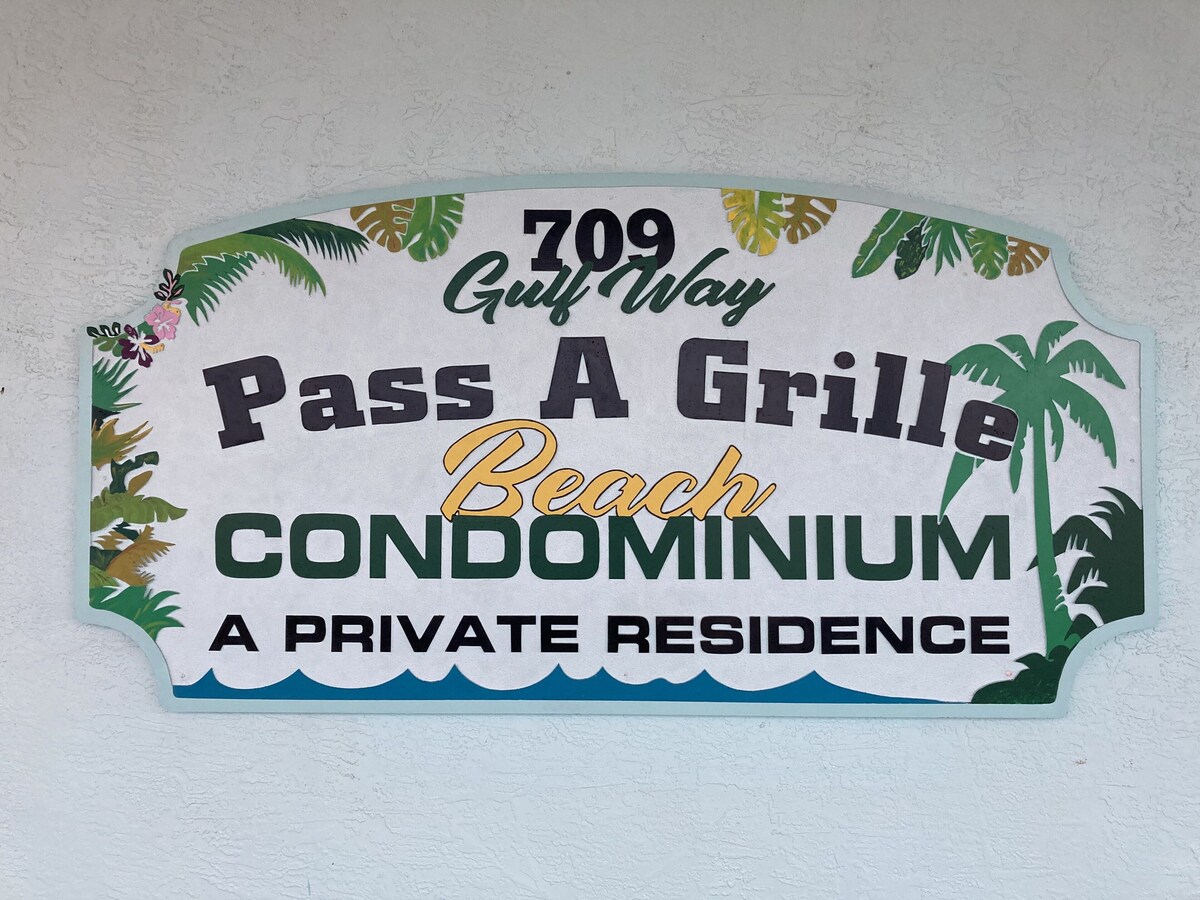 709
Gulf Way
Pass A Grille
Beach
CONDOMINIUM
A PRIVATE RESIDENCE